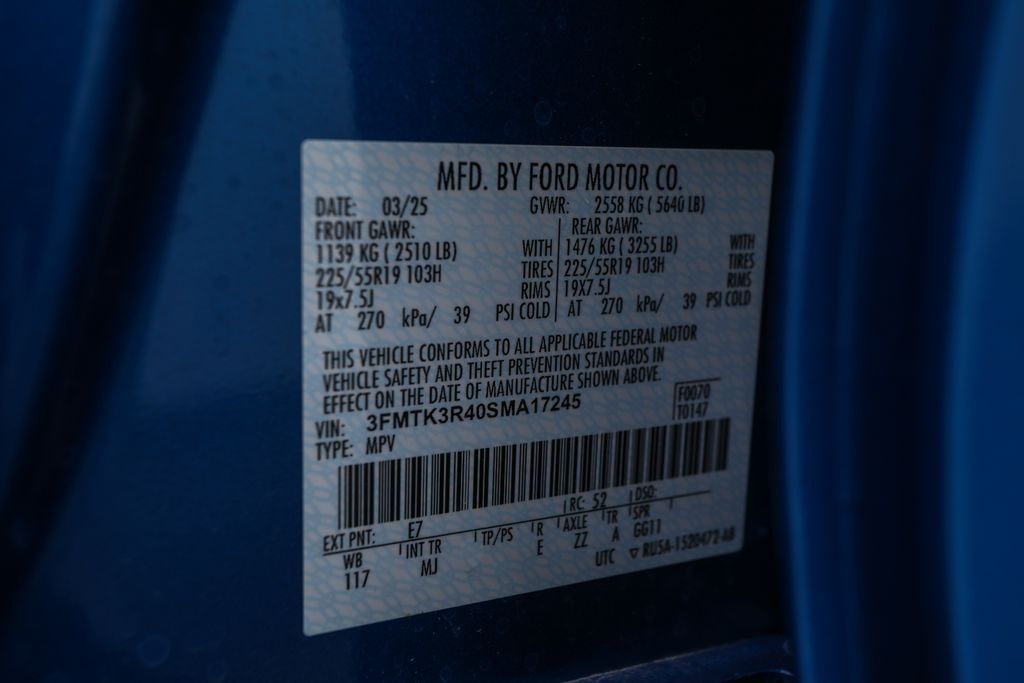 MFD. BY FORD MOTOR CO.
DATE: 03/25 GVWR: 2558 KG ( 5640 LB)
FRONT GAWR: REAR GAWR:
1139 KG ( 2510 LB) WITH 1476 KG ( 3255 LB) WITH
225/55R19 103H TIRES 225/55R19 103H TIRES
19x7.5J RIMS 19x7.5J RIMS
AT 270 kPa/ 39 PSI COLD AT 270 kPa/ 39 PSI COLD
THIS VEHICLE CONFORMS TO ALL APPLICABLE FEDERAL MOTOR
VEHICLE SAFETY AND THEFT PREVENTION STANDARDS IN
EFFECT ON THE DATE OF MANUFACTURE SHOWN ABOVE.
VIN: 3FMTK3R40SMA17245 F0070
TYPE: MPV T0147
EXT PNT: E7 RC: 52 DSO:
WB INT TR TP/PS R AXLE TR SPR
117 MJ E ZZ A GG11
UTC ▽ RU5A-1520472-AB